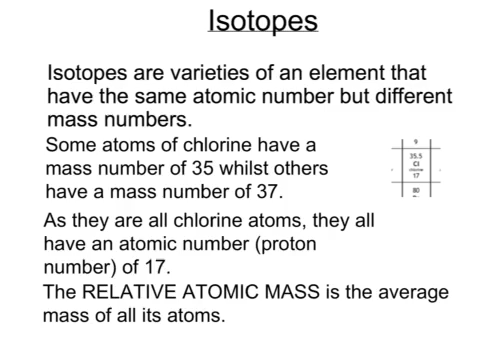 Isotopes
Isotopes are varieties of an element that
have the same atomic number but different
mass numbers.
Some atoms of chlorine have a
mass number of 35 whilst others
have a mass number of 37.
9
35.5
Cl
chlorine
17
80
As they are all chlorine atoms, they all
have an atomic number (proton
number) of 17.
The RELATIVE ATOMIC MASS is the average
mass of all its atoms.